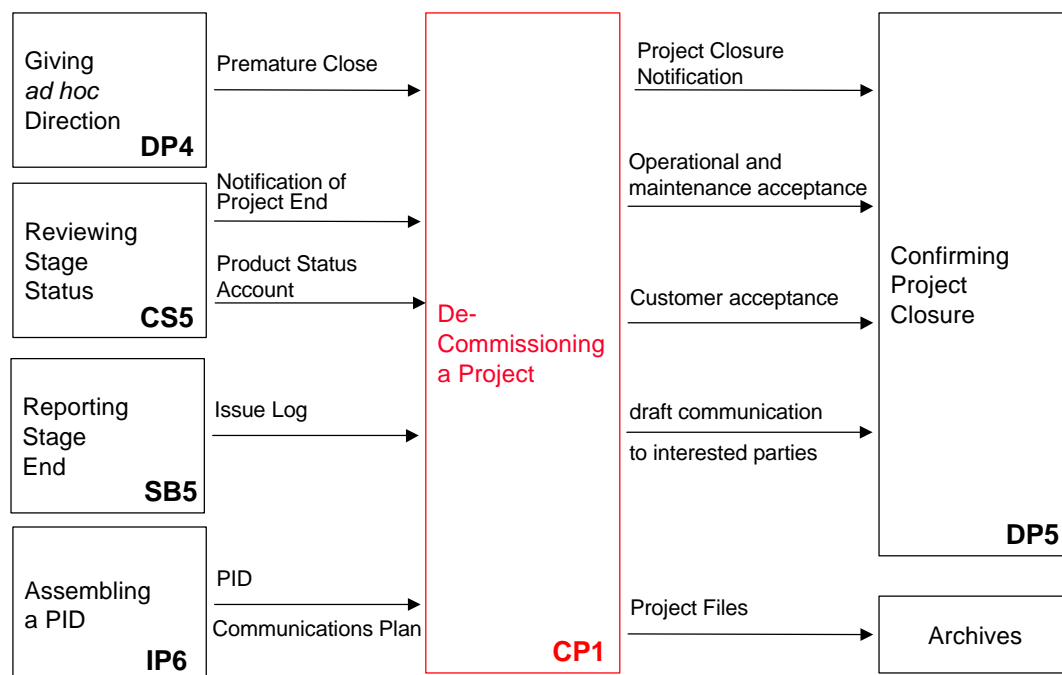 Giving
ad hoc
Direction
DP4
Premature Close
Reviewing
Stage
Status
CS5
Notification of
Project End
Product Status
Account
Reporting
Stage
End
SB5
Issue Log
Assembling
a PID
IP6
PID
Communications Plan
De-
Commissioning
a Project
CP1
Project Closure
Notification
Operational and
maintenance acceptance
Customer acceptance
draft communication
to interested parties
Project Files
Confirming
Project
Closure
DP5
Archives